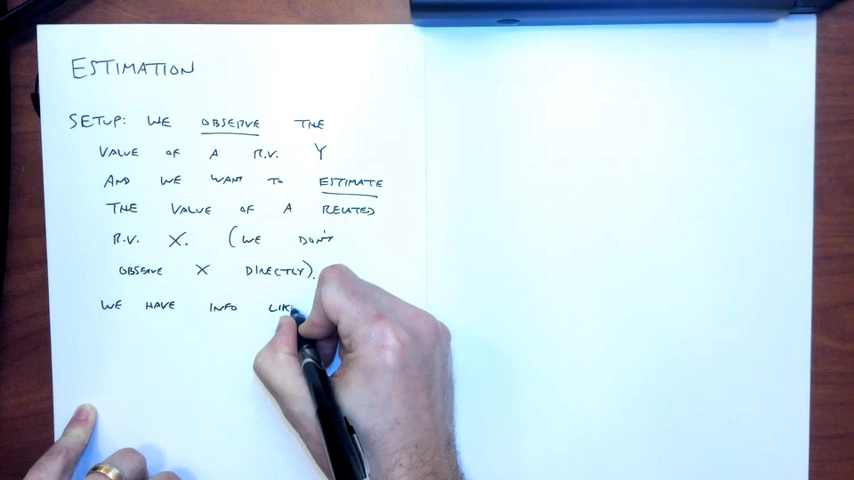 ESTIMATION
SETUP: WE OBSERVE THE
VALUE OF A R.V. Y
AND WE WANT TO ESTIMATE
THE VALUE OF A RELATED
R.V. X. (WE DON'T
OBSERVE X DIRECTLY).
WE HAVE INFO LIK